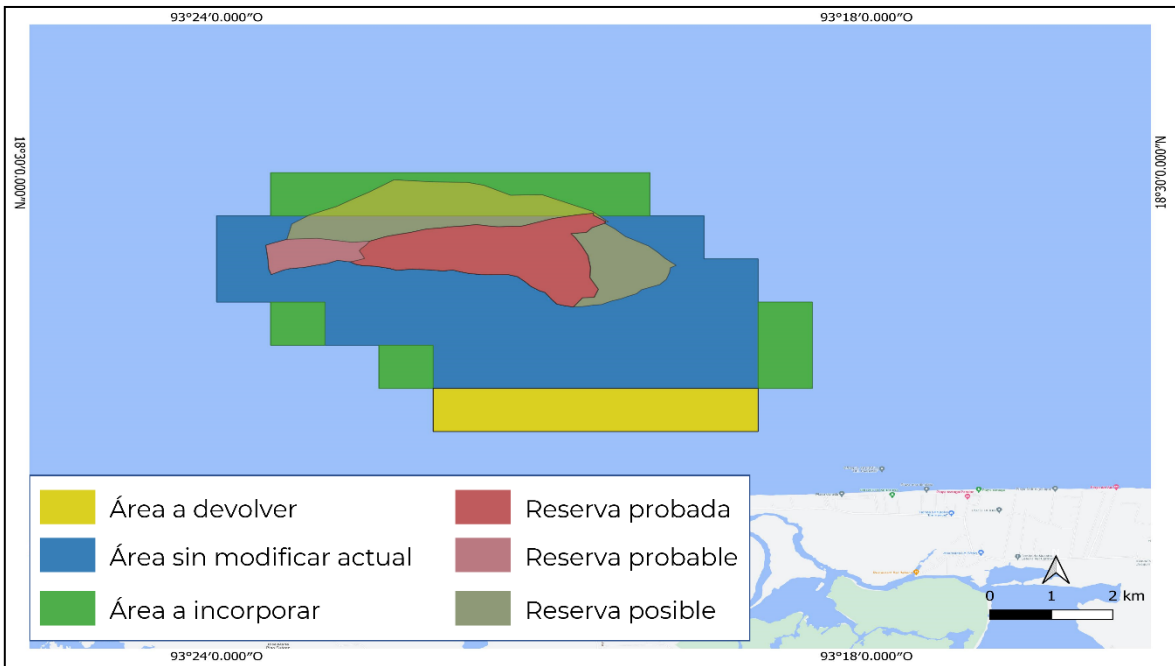 93°24'0.000"O 93°18'0.000"O
18°30'0.000"N
18°30'0.000"N
Área a devolver
Área sin modificar actual
Área a incorporar
Reserva probada
Reserva probable
Reserva posible
0 1 2 km
93°24'0.000"O 93°18'0.000"O